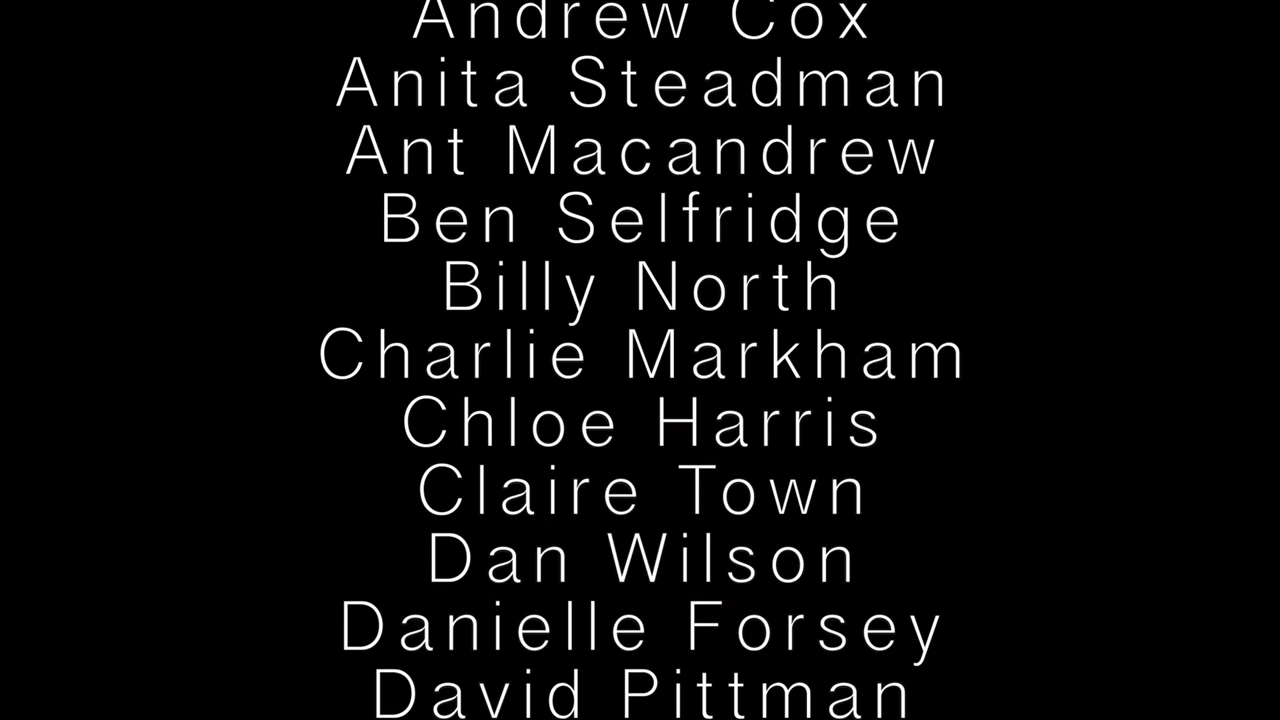 Andrew Cox
Anita Steadman
Ant Macandrew
Ben Selfridge
Billy North
Charlie Markham
Chloe Harris
Claire Town
Dan Wilson
Danielle Forsey
David Pittman